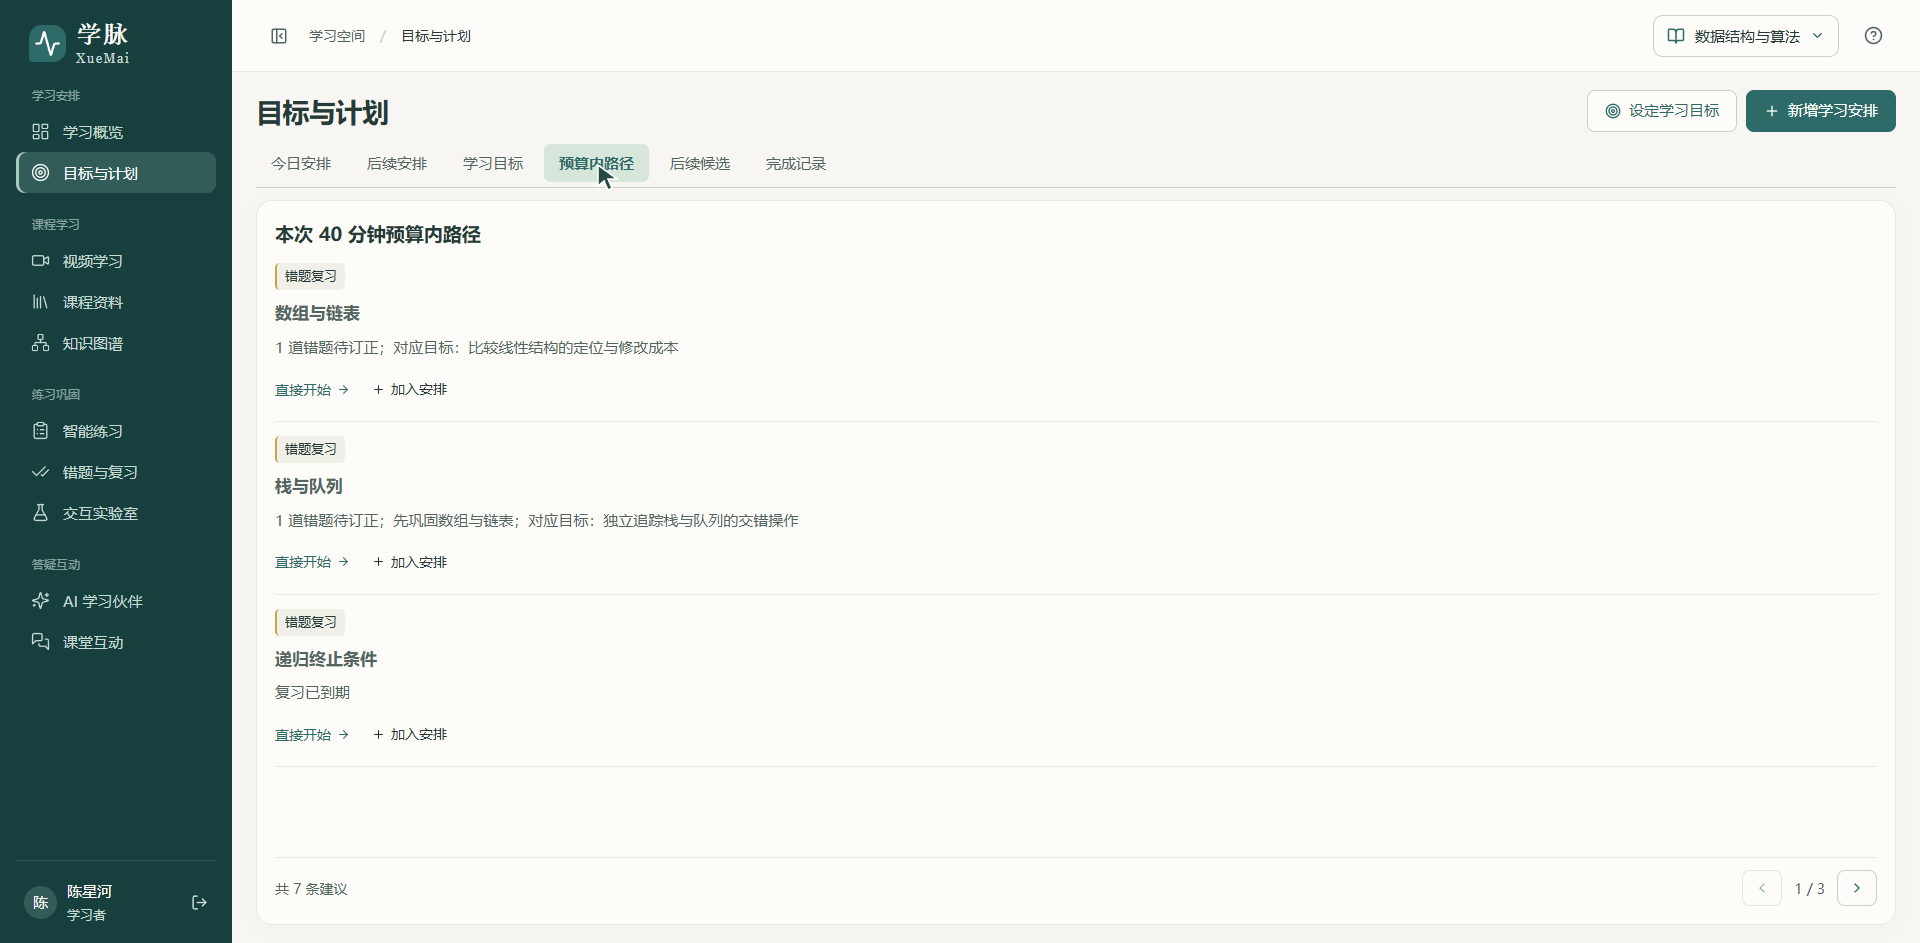 学脉
XueMai
学习安排
学习概览
目标与计划
课程学习
视频学习
课程资料
知识图谱
练习巩固
智能练习
错题与复习
交互实验室
答疑互动
AI 学习伙伴
课堂互动
陈
陈星河
学习者
学习空间 / 目标与计划
数据结构与算法
目标与计划
设定学习目标
+ 新增学习安排
今日安排 后续安排 学习目标 预算内路径 后续候选 完成记录
本次 40 分钟预算内路径
错题复习
数组与链表
1 道错题待订正；对应目标：比较线性结构的定位与修改成本
直接开始 → + 加入安排
错题复习
栈与队列
1 道错题待订正；先巩固数组与链表；对应目标：独立追踪栈与队列的交错操作
直接开始 → + 加入安排
错题复习
递归终止条件
复习已到期
直接开始 → + 加入安排
共 7 条建议
1 / 3